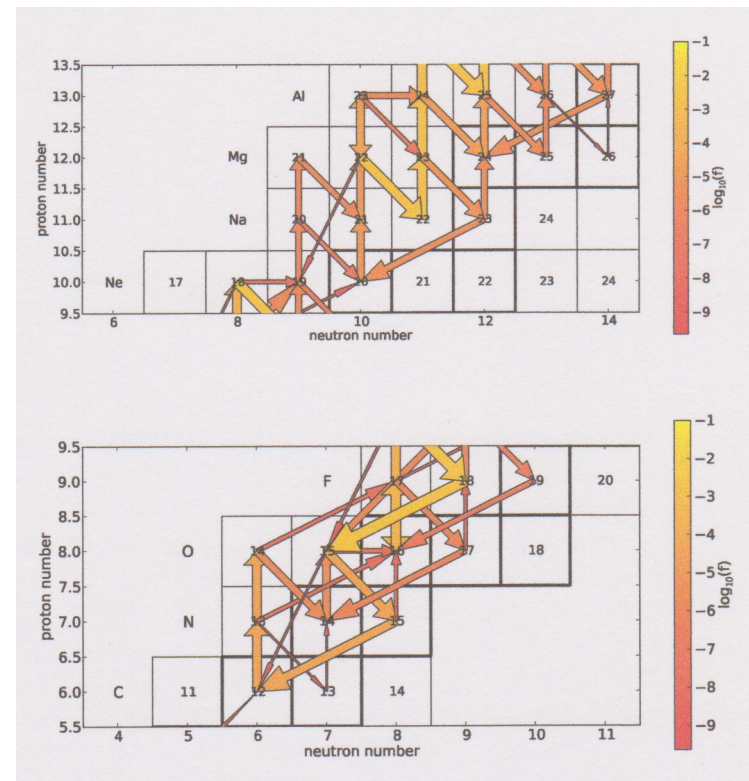 13.5
13.0 Al 23 24 25 26 27
12.5
12.0 Mg 21 22 23 24 25 26
11.5
11.0 Na 20 21 22 23 24
10.5
10.0 Ne 17 18 19 20 21 22 23 24
9.5
6 8 10 12 14
neutron number
proton number
−1
−2
−3
−4
−5
−6
−7
−8
−9
log10(f)
9.5
9.0 F 17 18 19 20
8.5
8.0 O 14 15 16 17 18
7.5
7.0 N 13 14 15
6.5
6.0 C 11 12 13 14
5.5
4 5 6 7 8 9 10 11
neutron number
proton number
−1
−2
−3
−4
−5
−6
−7
−8
−9
log10(f)